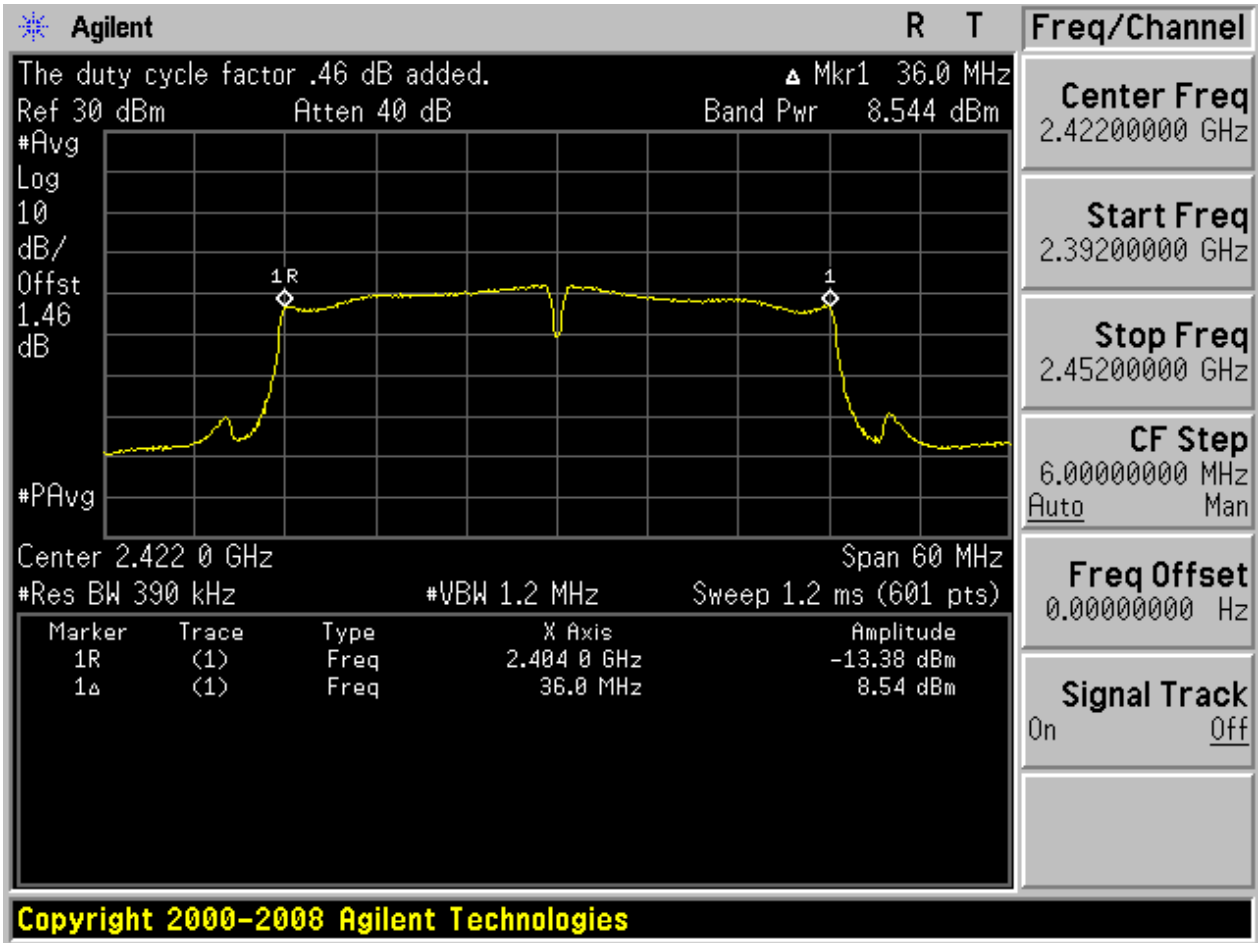 Agilent R T Freq/Channel
The duty cycle factor .46 dB added. ▵ Mkr1 36.0 MHz
Ref 30 dBm Atten 40 dB Band Pwr 8.544 dBm
#Avg
Log
10
dB/
Offst
1.46
dB
1R 1
#PAvg
Center 2.422 0 GHz Span 60 MHz
#Res BW 390 kHz #VBW 1.2 MHz Sweep 1.2 ms (601 pts)
Marker Trace Type X Axis Amplitude
1R (1) Freq 2.404 0 GHz -13.38 dBm
1▵ (1) Freq 36.0 MHz 8.54 dBm
Center Freq
2.42200000 GHz
Start Freq
2.39200000 GHz
Stop Freq
2.45200000 GHz
CF Step
6.00000000 MHz
Auto Man
Freq Offset
0.00000000 Hz
Signal Track
On Off
Copyright 2000-2008 Agilent Technologies